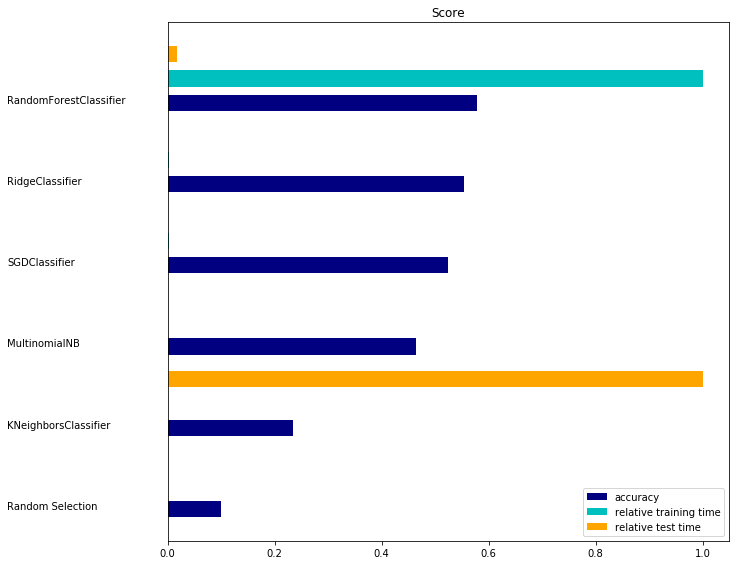 Score
RandomForestClassifier
RidgeClassifier
SGDClassifier
MultinomialNB
KNeighborsClassifier
Random Selection
accuracy
relative training time
relative test time
0.0 0.2 0.4 0.6 0.8 1.0